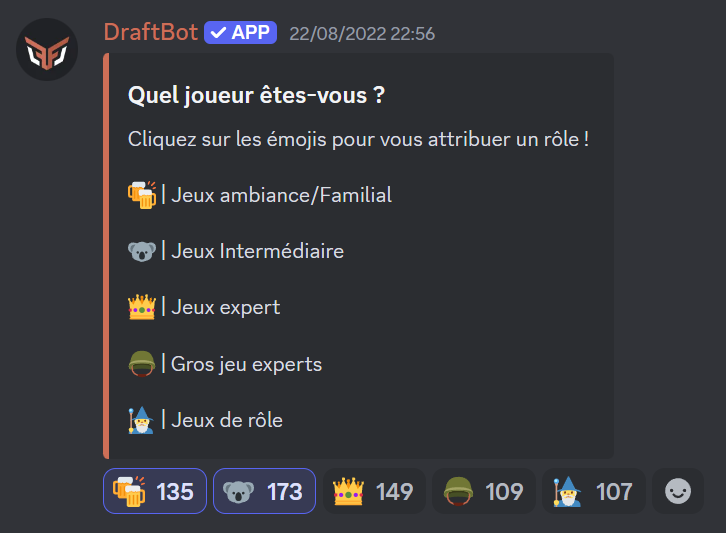 DraftBot ✓ APP 22/08/2022 22:56
Quel joueur êtes-vous ?
Cliquez sur les émojis pour vous attribuer un rôle !
🍻 | Jeux ambiance/Familial
🐨 | Jeux Intermédiaire
👑 | Jeux expert
🪖 | Gros jeu experts
🧙‍♂️ | Jeux de rôle
🍻 135 🐨 173 👑 149 🪖 109 🧙‍♂️ 107